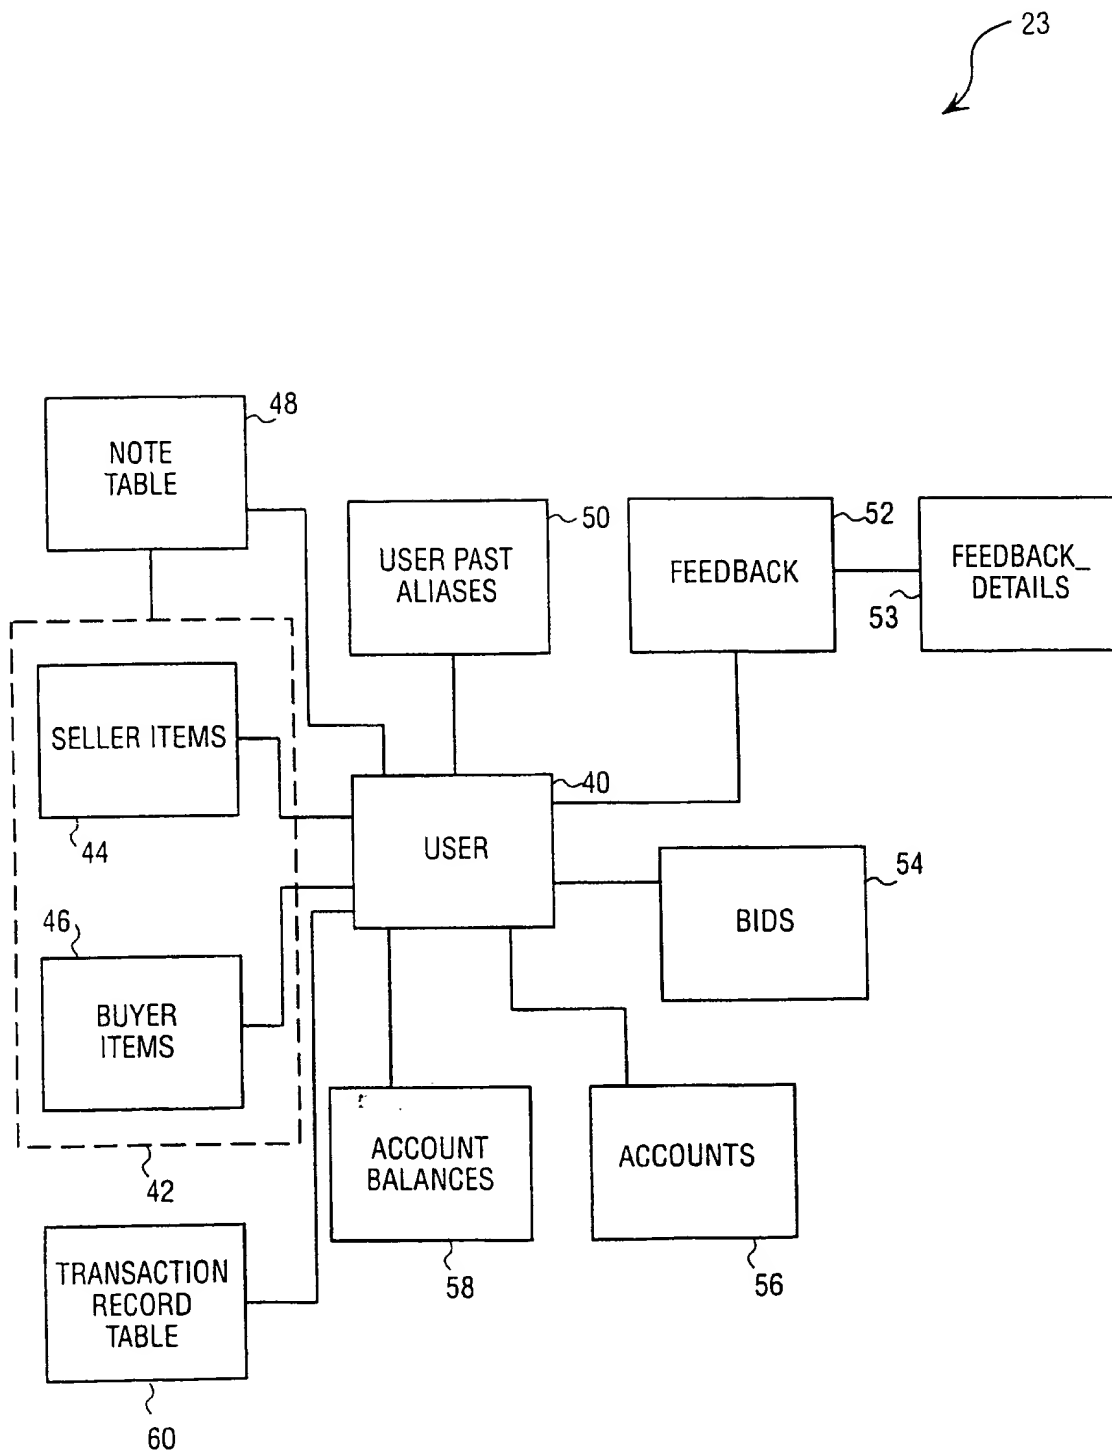 23
48
NOTE
TABLE
50
USER PAST
ALIASES
52
FEEDBACK
53
FEEDBACK_
DETAILS
SELLER ITEMS
44
40
USER
54
BIDS
46
BUYER
ITEMS
42
ACCOUNT
BALANCES
58
ACCOUNTS
56
TRANSACTION
RECORD
TABLE
60